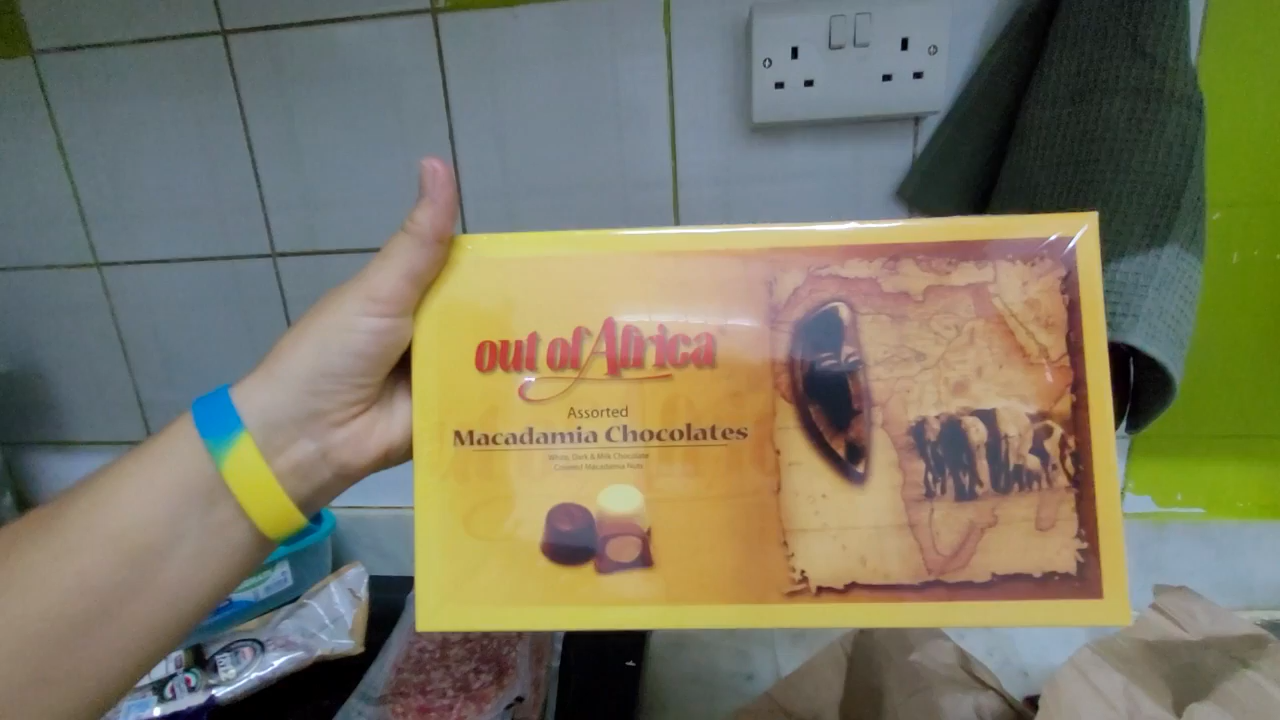 out of Africa
Assorted
Macadamia Chocolates
White, Dark & Milk Chocolate
Covered Macadamia Nuts